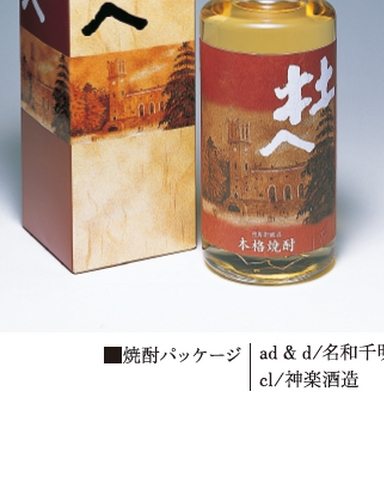 へ
杜へ
本格焼酎
■焼酎パッケージ
ad & d/名和千
cl/神楽酒造